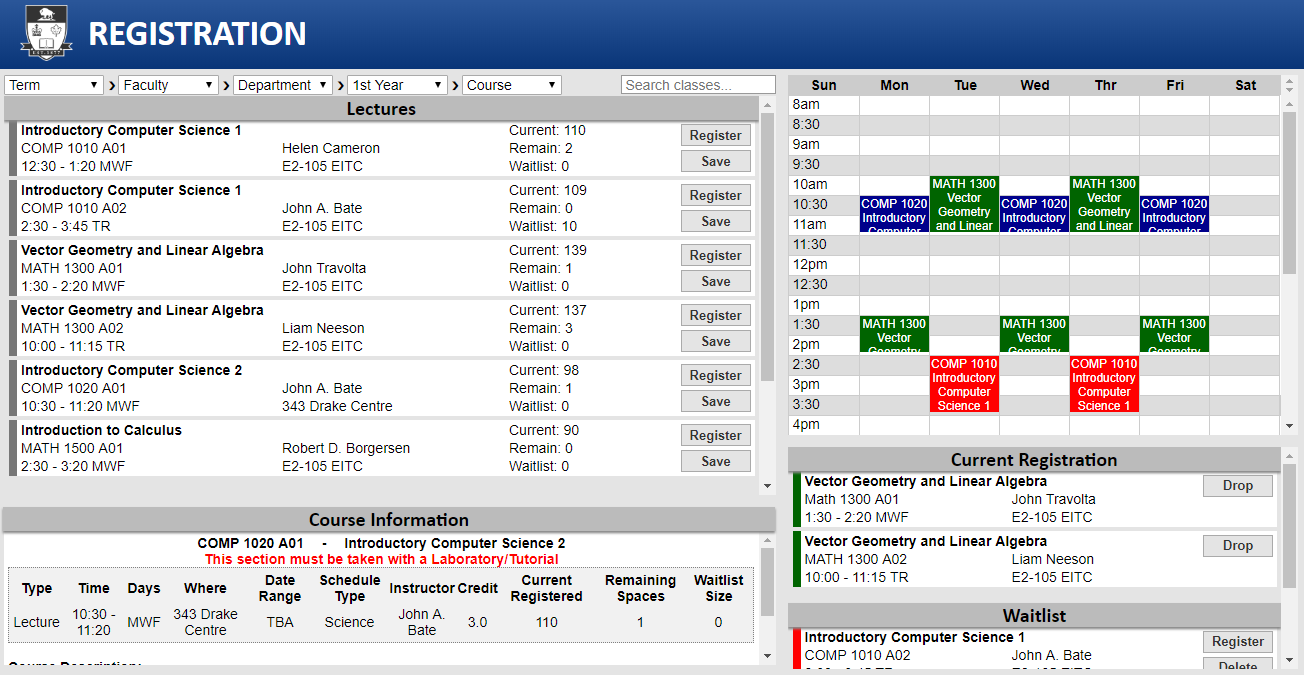 EST. 1877
REGISTRATION
Term > Faculty > Department > 1st Year > Course
Search classes...
Lectures
Introductory Computer Science 1 Current: 110 Register
COMP 1010 A01 Helen Cameron Remain: 2
12:30 - 1:20 MWF E2-105 EITC Waitlist: 0 Save
Introductory Computer Science 1 Current: 109 Register
COMP 1010 A02 John A. Bate Remain: 0
2:30 - 3:45 TR E2-105 EITC Waitlist: 10 Save
Vector Geometry and Linear Algebra Current: 139 Register
MATH 1300 A01 John Travolta Remain: 1
1:30 - 2:20 MWF E2-105 EITC Waitlist: 0 Save
Vector Geometry and Linear Algebra Current: 137 Register
MATH 1300 A02 Liam Neeson Remain: 3
10:00 - 11:15 TR E2-105 EITC Waitlist: 0 Save
Introductory Computer Science 2 Current: 98 Register
COMP 1020 A01 John A. Bate Remain: 1
10:30 - 11:20 MWF 343 Drake Centre Waitlist: 0 Save
Introduction to Calculus Current: 90 Register
MATH 1500 A01 Robert D. Borgersen Remain: 0
2:30 - 3:20 MWF E2-105 EITC Waitlist: 0 Save
Course Information
COMP 1020 A01 - Introductory Computer Science 2
This section must be taken with a Laboratory/Tutorial
Type Time Days Where Date Range Schedule Type Instructor Credit Current Registered Remaining Spaces Waitlist Size
Lecture 10:30 - 11:20 MWF 343 Drake Centre TBA Science John A. Bate 3.0 110 1 0
Course Description:
Sun Mon Tue Wed Thr Fri Sat
8am
8:30
9am
9:30
10am
10:30
11am
11:30
12pm
12:30
1pm
1:30
2pm
2:30
3pm
3:30
4pm
COMP 1020
Introductory
Computer
MATH 1300
Vector
Geometry
and Linear
COMP 1020
Introductory
Computer
MATH 1300
Vector
Geometry
and Linear
COMP 1020
Introductory
Computer
MATH 1300
Vector
Geometry
MATH 1300
Vector
Geometry
MATH 1300
Vector
Geometry
COMP 1010
Introductory
Computer
Science 1
COMP 1010
Introductory
Computer
Science 1
Current Registration
Vector Geometry and Linear Algebra Drop
Math 1300 A01 John Travolta
1:30 - 2:20 MWF E2-105 EITC
Vector Geometry and Linear Algebra Drop
MATH 1300 A02 Liam Neeson
10:00 - 11:15 TR E2-105 EITC
Waitlist
Introductory Computer Science 1 Register
COMP 1010 A02 John A. Bate
Delete